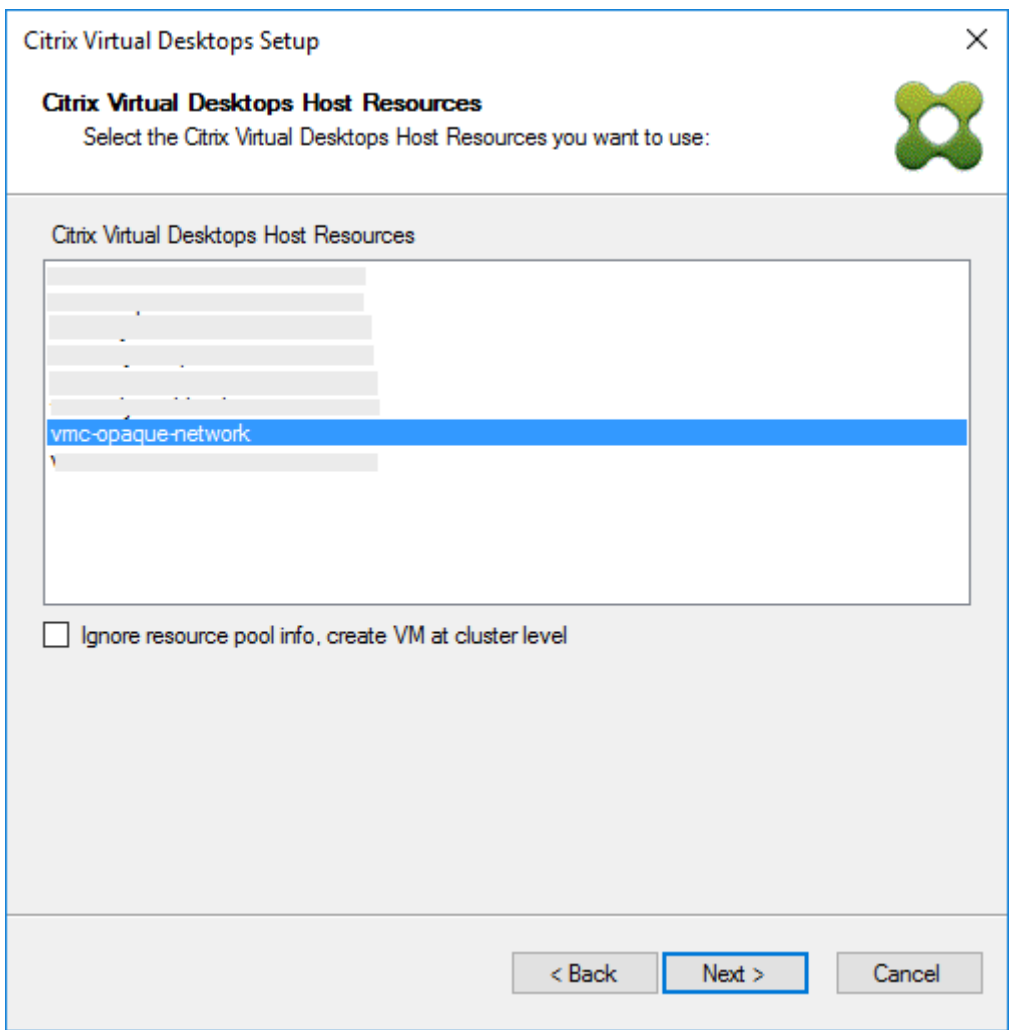 Citrix Virtual Desktops Setup
Citrix Virtual Desktops Host Resources
Select the Citrix Virtual Desktops Host Resources you want to use:
Citrix Virtual Desktops Host Resources
vmc-opaque-network
Ignore resource pool info, create VM at cluster level
< Back Next > Cancel